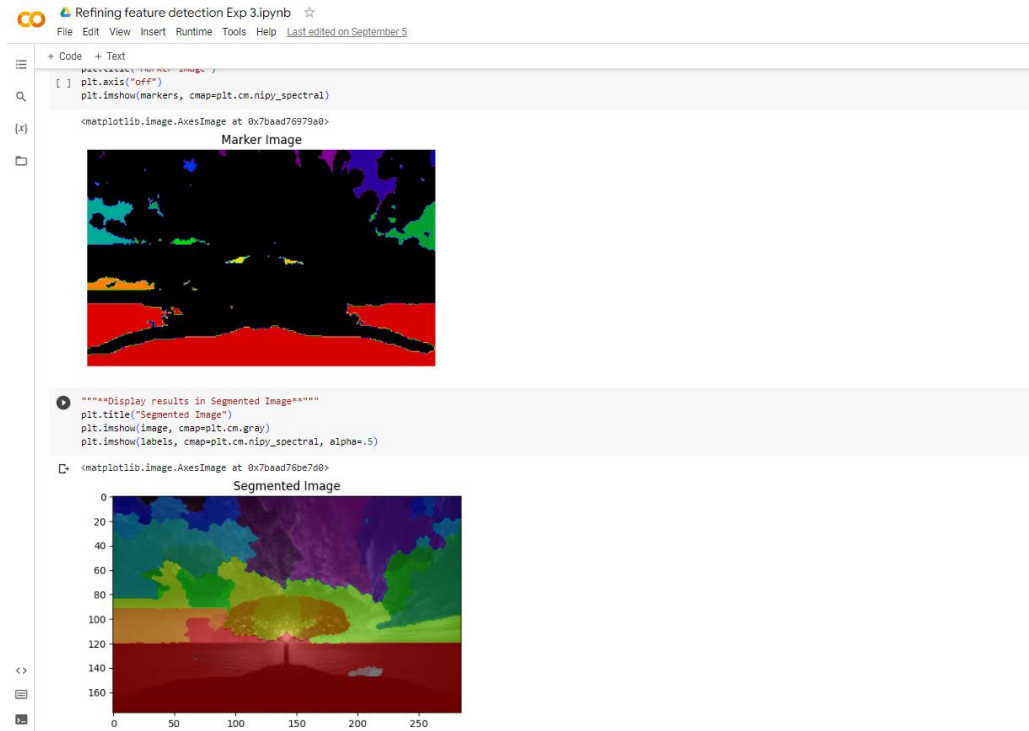 Refining feature detection Exp 3.ipynb
File Edit View Insert Runtime Tools Help Last edited on September 5
+ Code + Text
plt.title("Marker Image")
[ ] plt.axis("off")
plt.imshow(markers, cmap=plt.cm.nipy_spectral)
{x}
<matplotlib.image.AxesImage at 0x7baad76979a0>
Marker Image
"""**Display results in Segmented Image**"""
plt.title("Segmented Image")
plt.imshow(image, cmap=plt.cm.gray)
plt.imshow(labels, cmap=plt.cm.nipy_spectral, alpha=.5)
<matplotlib.image.AxesImage at 0x7baad76be7d0>
Segmented Image
0
20
40
60
80
100
120
140
160
0 50 100 150 200 250